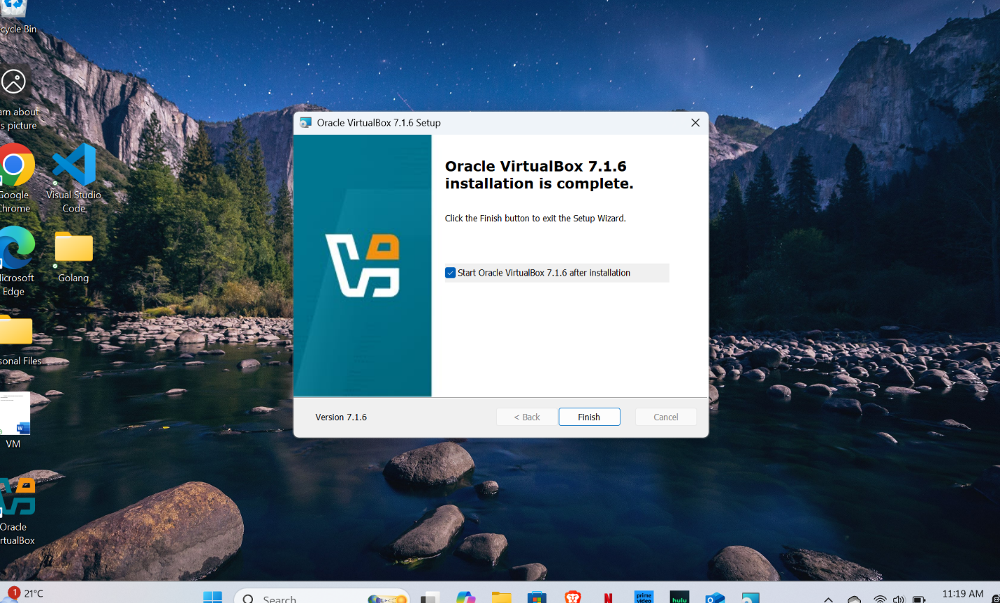 cycle Bin
arn about
s picture
Google
Chrome
Visual Studio
Code
icrosoft
Edge
Golang
sonal Files
W
VM
Oracle
rtualBox
Oracle VirtualBox 7.1.6 Setup
Oracle VirtualBox 7.1.6
installation is complete.
Click the Finish button to exit the Setup Wizard.
Start Oracle VirtualBox 7.1.6 after installation
Version 7.1.6
< Back
Finish
Cancel
1
21°C
Search
N
prime
video
hulu
11:19 AM